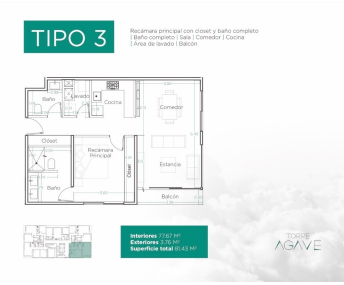 TIPO 3
Recámara principal con closet y baño completo
| Baño completo | Sala | Comedor | Cocina
| Área de lavado | Balcón
Baño
Lavado
Cocina
Comedor
Clóset
Recámara
Principal
Clóset
Estancia
Baño
Balcón
Interiores 77.67 M²
Exteriores 3.76 M²
Superficie total 81.43 M²
TORRE
AGAVE